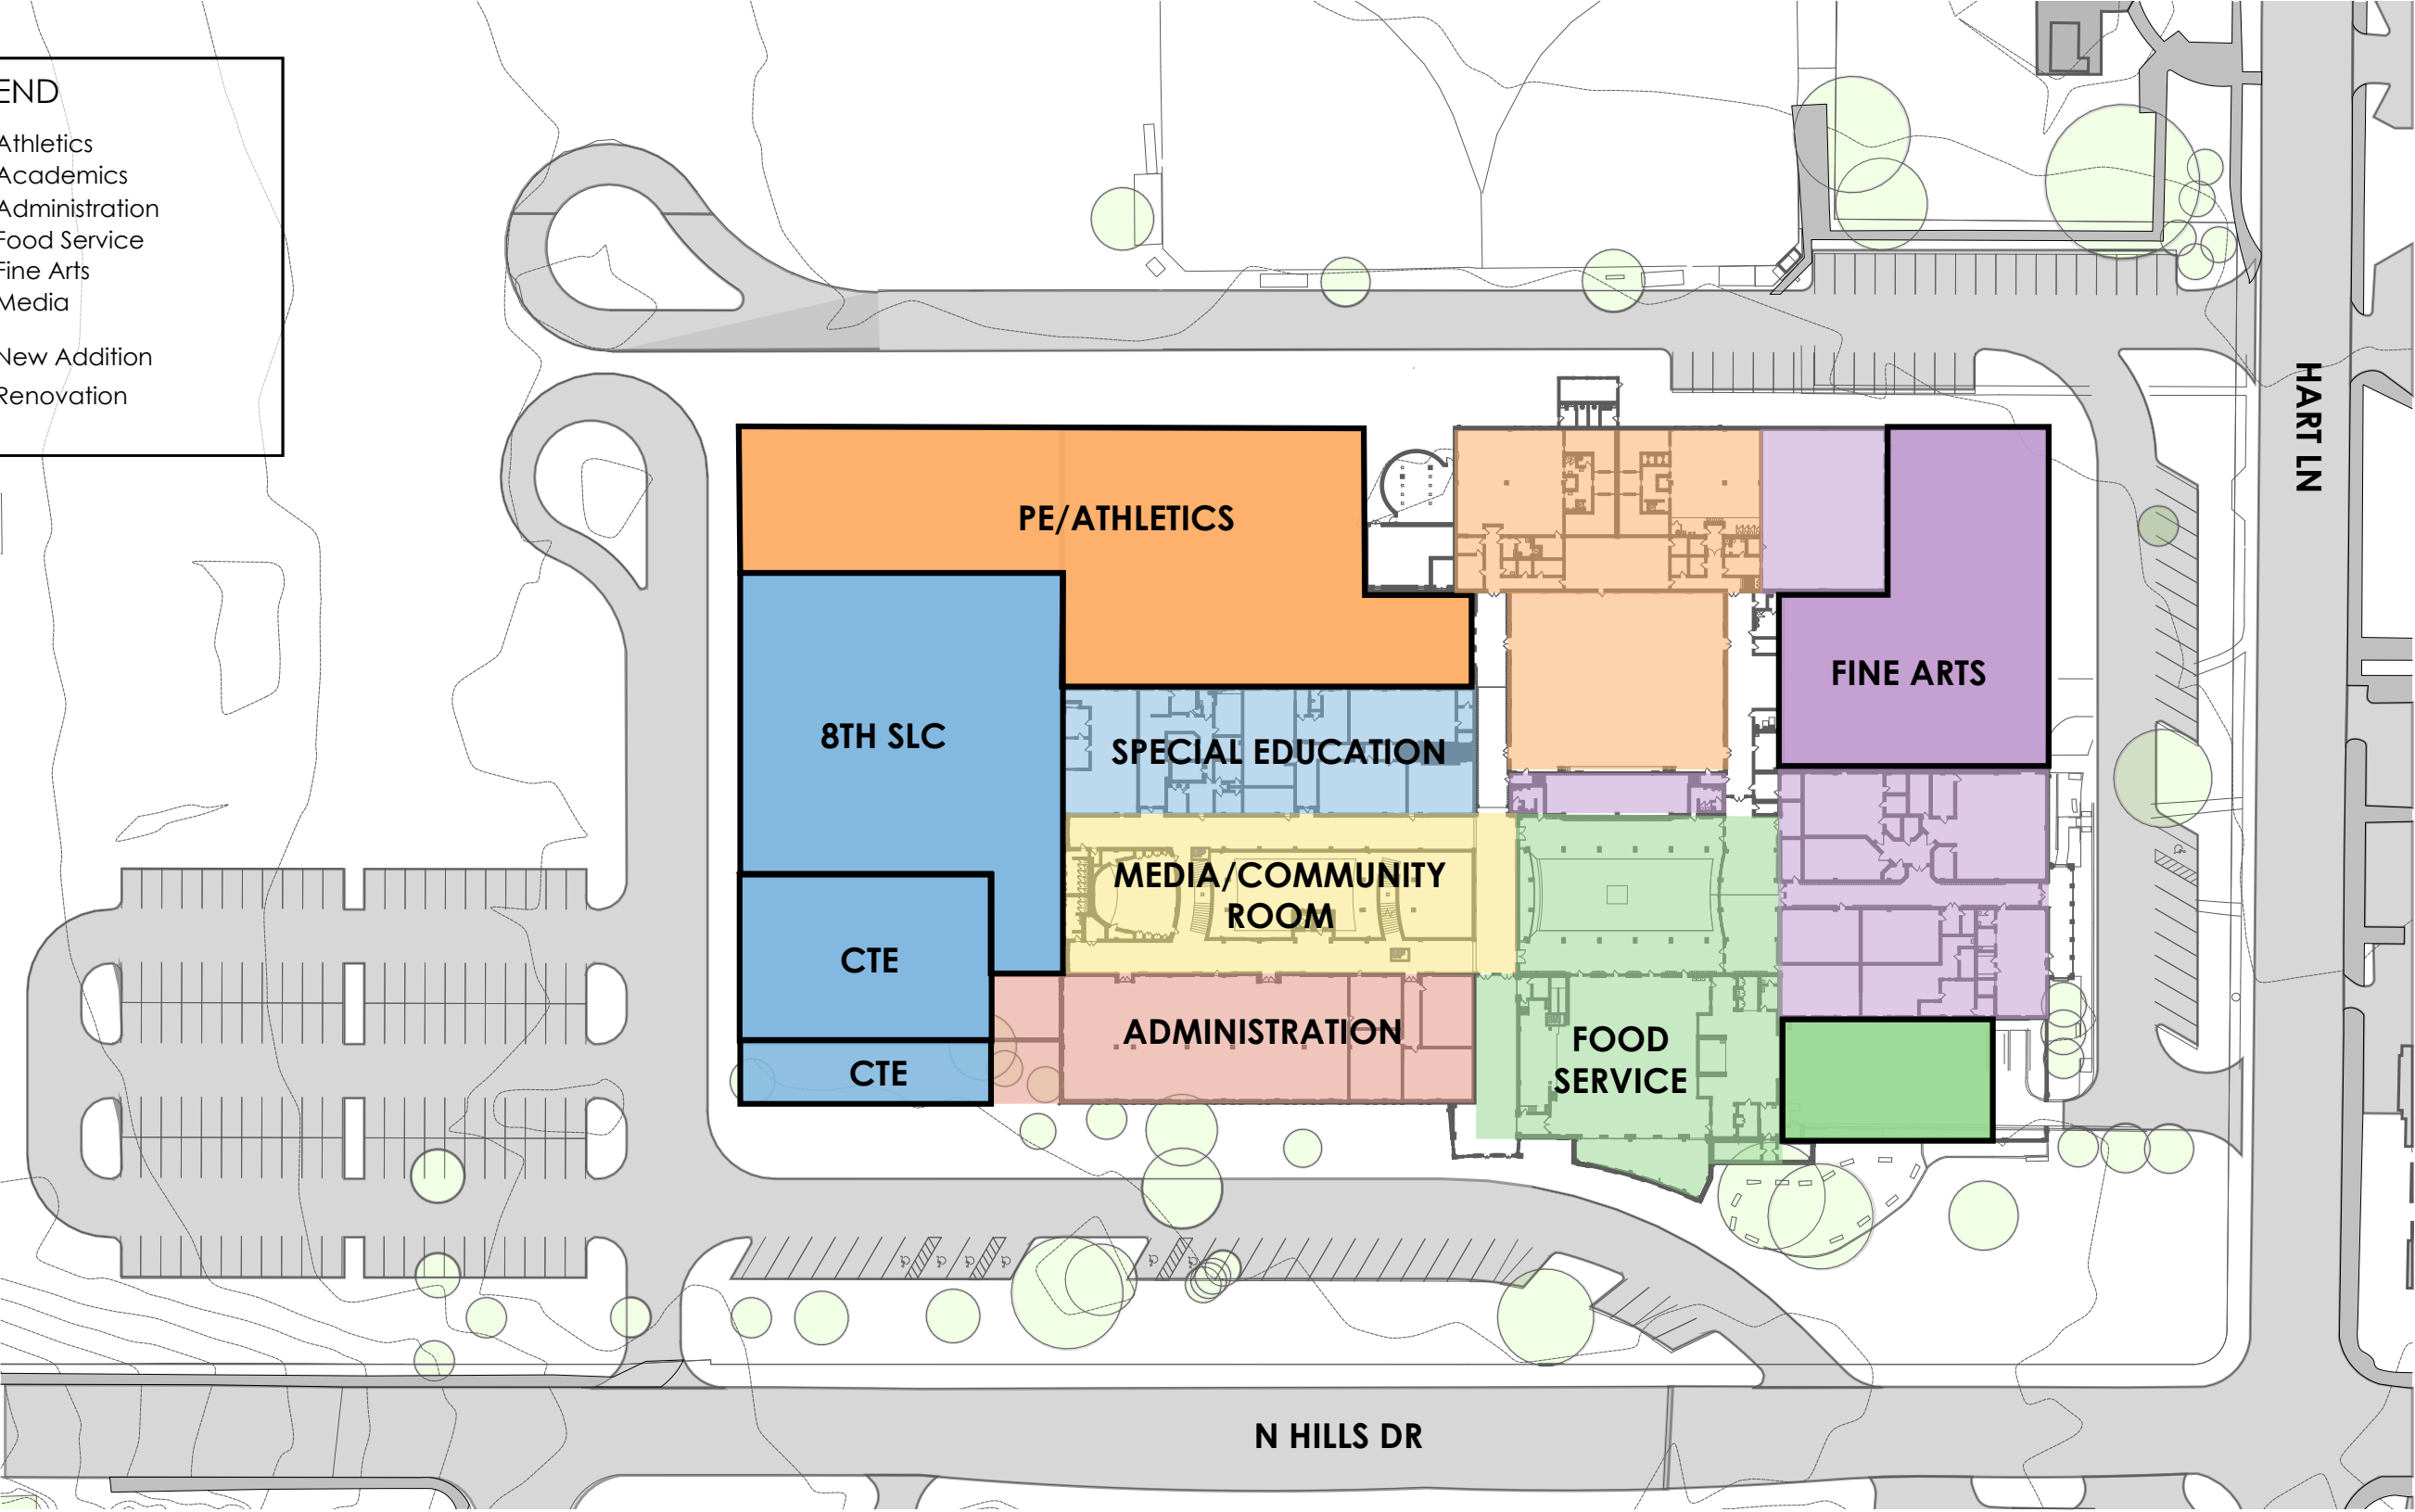 END
Athletics
Academics
Administration
Food Service
Fine Arts
Media
New Addition
Renovation
HART LN
PE/ATHLETICS
FINE ARTS
8TH SLC
SPECIAL EDUCATION
MEDIA/COMMUNITY
ROOM
CTE
ADMINISTRATION
FOOD
SERVICE
CTE
N HILLS DR